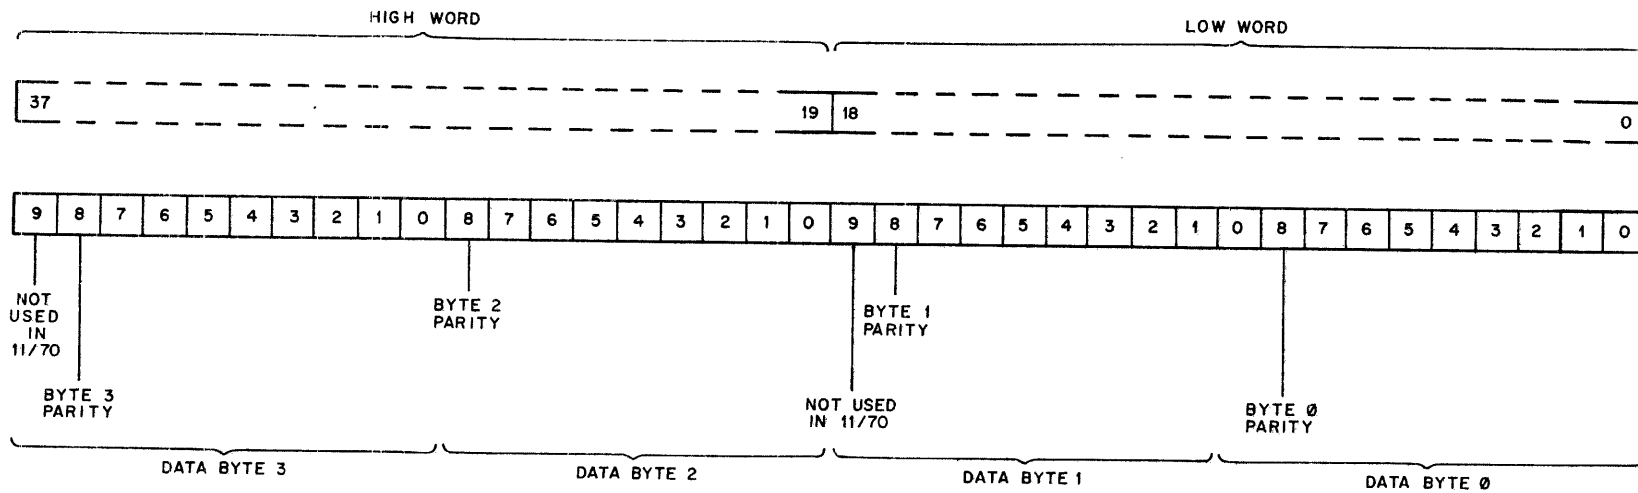 HIGH WORD
LOW WORD
37 19 18 0
9 8 7 6 5 4 3 2 1 0 8 7 6 5 4 3 2 1 0 9 8 7 6 5 4 3 2 1 0 8 7 6 5 4 3 2 1 0
NOT
USED
IN
11/70
BYTE 3
PARITY
BYTE 2
PARITY
NOT USED
IN 11/70
BYTE 1
PARITY
BYTE Ø
PARITY
DATA BYTE 3
DATA BYTE 2
DATA BYTE 1
DATA BYTE Ø